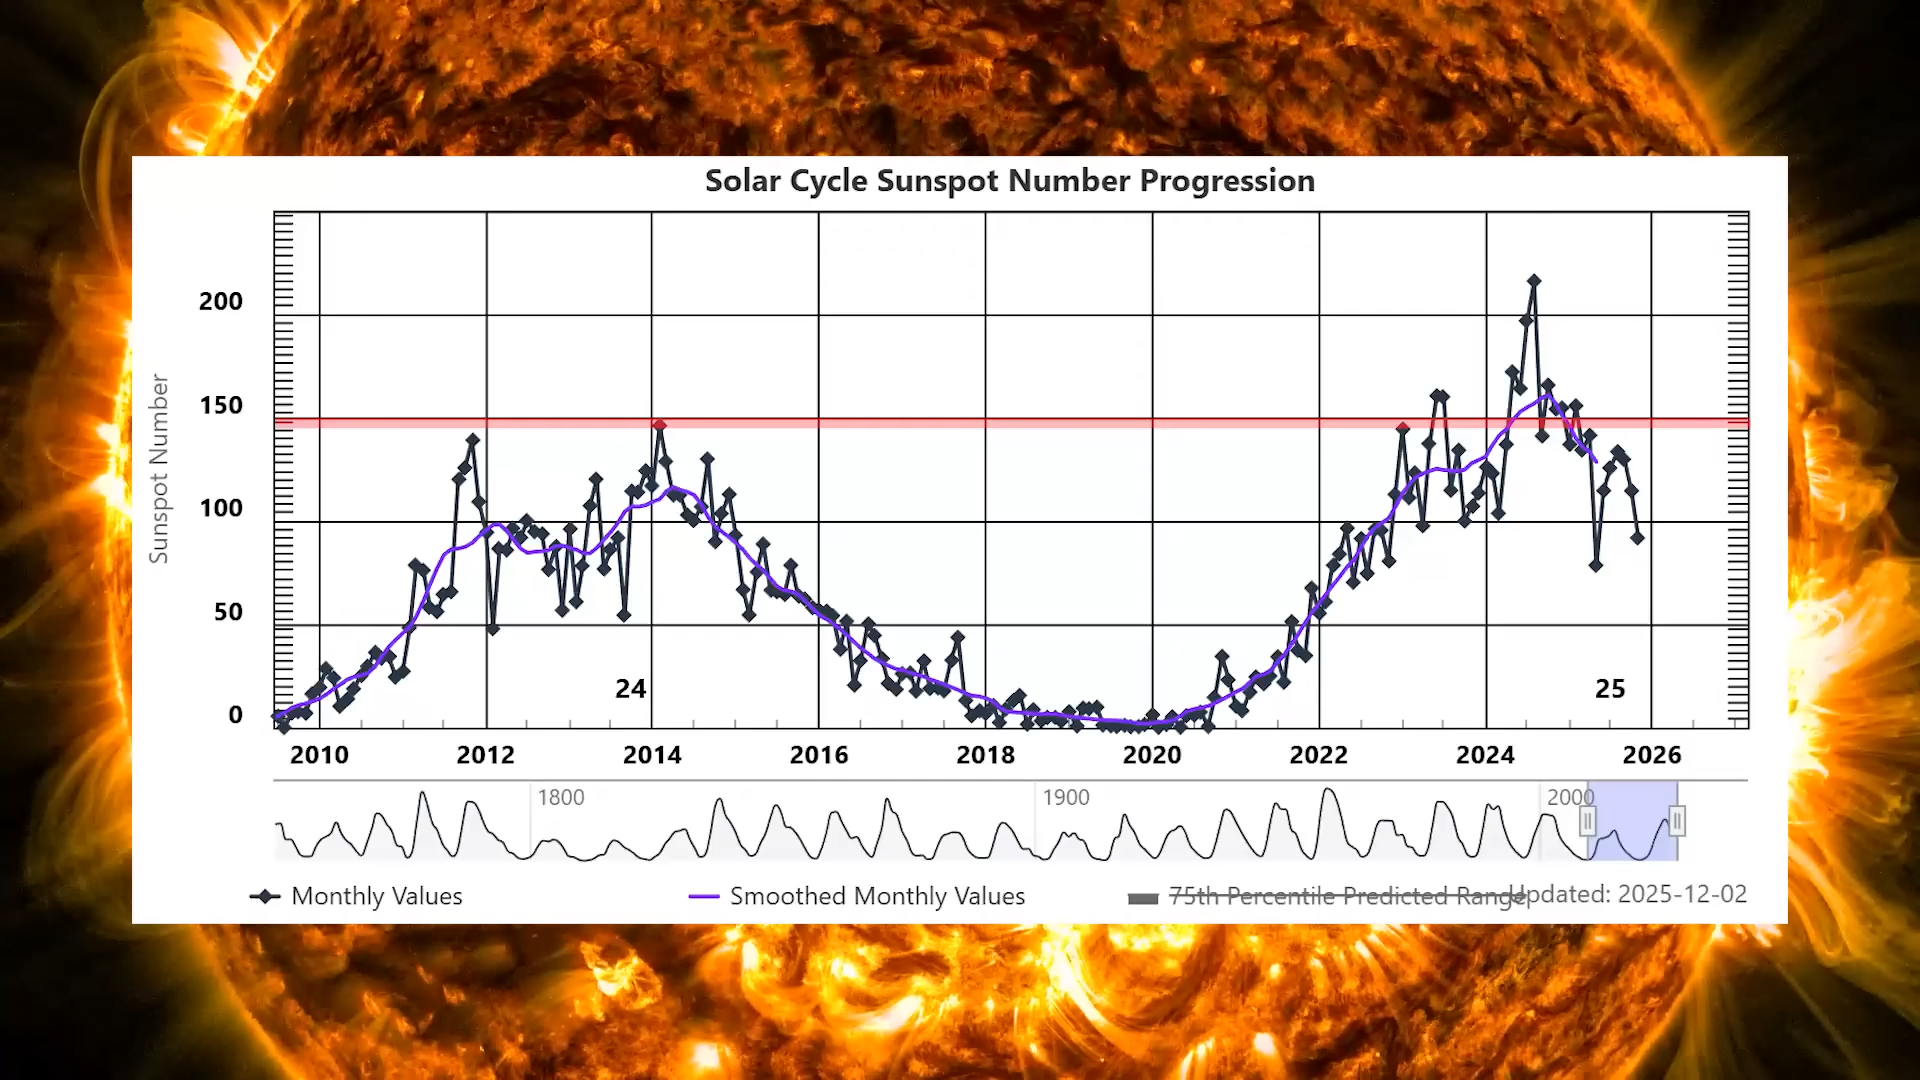 Solar Cycle Sunspot Number Progression
Sunspot Number
200
150
100
50
0
24
25
2010 2012 2014 2016 2018 2020 2022 2024 2026
1800 1900 2000
Monthly Values Smoothed Monthly Values 75th Percentile Predicted Range Updated: 2025-12-02